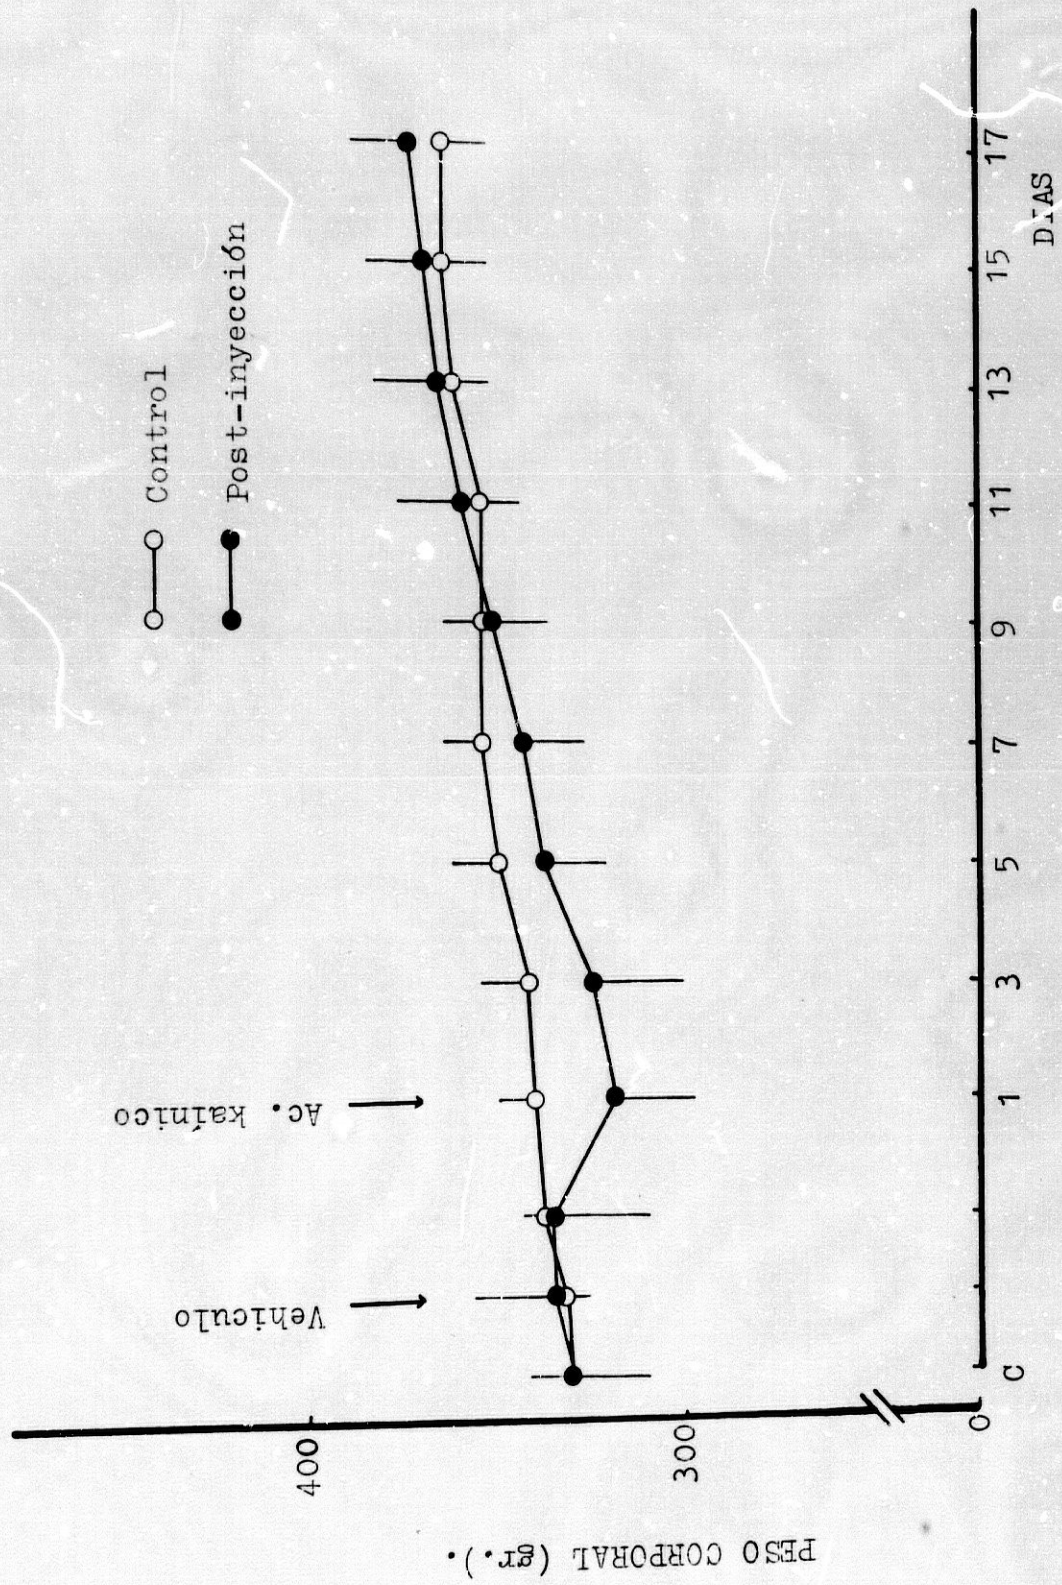 Control
Post-inyección
Vehiculo
Ac. kaínico
PESO CORPORAL (gr.).
400
300
0
C
1
3
5
7
9
11
13
15
17
DIAS